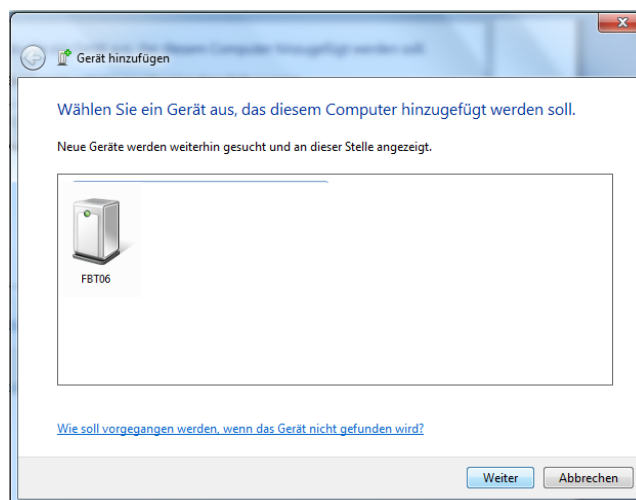 Gerät hinzufügen
Wählen Sie ein Gerät aus, das diesem Computer hinzugefügt werden soll.
Neue Geräte werden weiterhin gesucht und an dieser Stelle angezeigt.
FBT06
Wie soll vorgegangen werden, wenn das Gerät nicht gefunden wird?
Weiter
Abbrechen